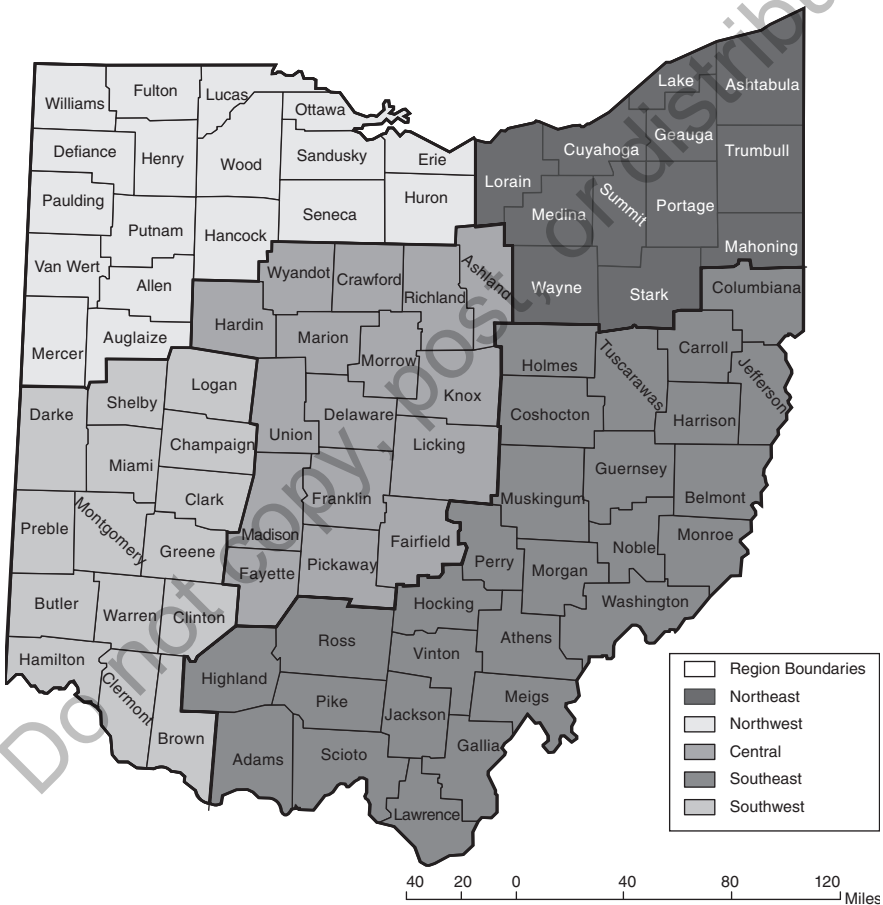 Lake
Ashtabula
Williams
Fulton
Lucas
Ottawa
Geauga
Cuyahoga
Trumbull
Defiance
Henry
Wood
Sandusky
Erie
Lorain
Summit
Portage
Paulding
Huron
Medina
Putnam
Seneca
Hancock
Mahoning
Van Wert
Wyandot
Crawford
Ashland
Allen
Richland
Wayne
Stark
Columbiana
Hardin
Marion
Auglaize
Mercer
Morrow
Holmes
Tuscarawas
Carroll
Jefferson
Logan
Knox
Shelby
Darke
Delaware
Coshocton
Harrison
Union
Champaign
Licking
Miami
Guernsey
Clark
Franklin
Muskingum
Belmont
Preble
Montgomery
Madison
Greene
Fairfield
Noble
Monroe
Fayette
Pickaway
Perry
Morgan
Butler
Warren
Clinton
Hocking
Washington
Ross
Athens
Hamilton
Vinton
Highland
Clermont
Pike
Meigs
Jackson
Brown
Adams
Scioto
Gallia
Lawrence
Region Boundaries
Northeast
Northwest
Central
Southeast
Southwest
40 20 0 40 80 120
Miles
Do not copy, post, or distribu